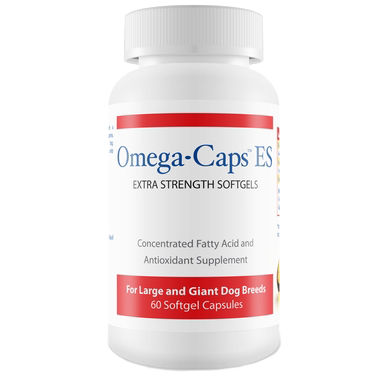 Omega•Caps™ ES
EXTRA STRENGTH SOFTGELS
Concentrated Fatty Acid and
Antioxidant Supplement
For Large and Giant Dog Breeds
60 Softgel Capsules